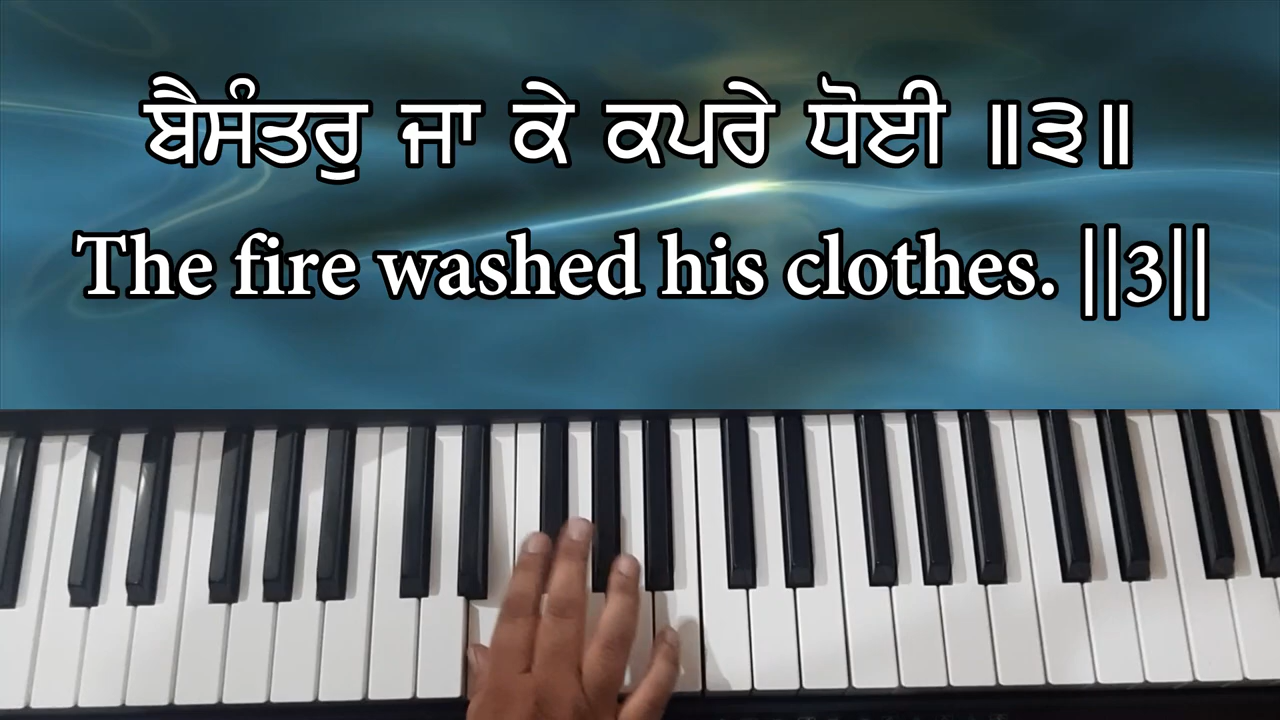 ਬੈਸੰਤਰੁ ਜਾ ਕੇ ਕਪਰੇ ਧੋਈ ॥੩॥
The fire washed his clothes. ||3||